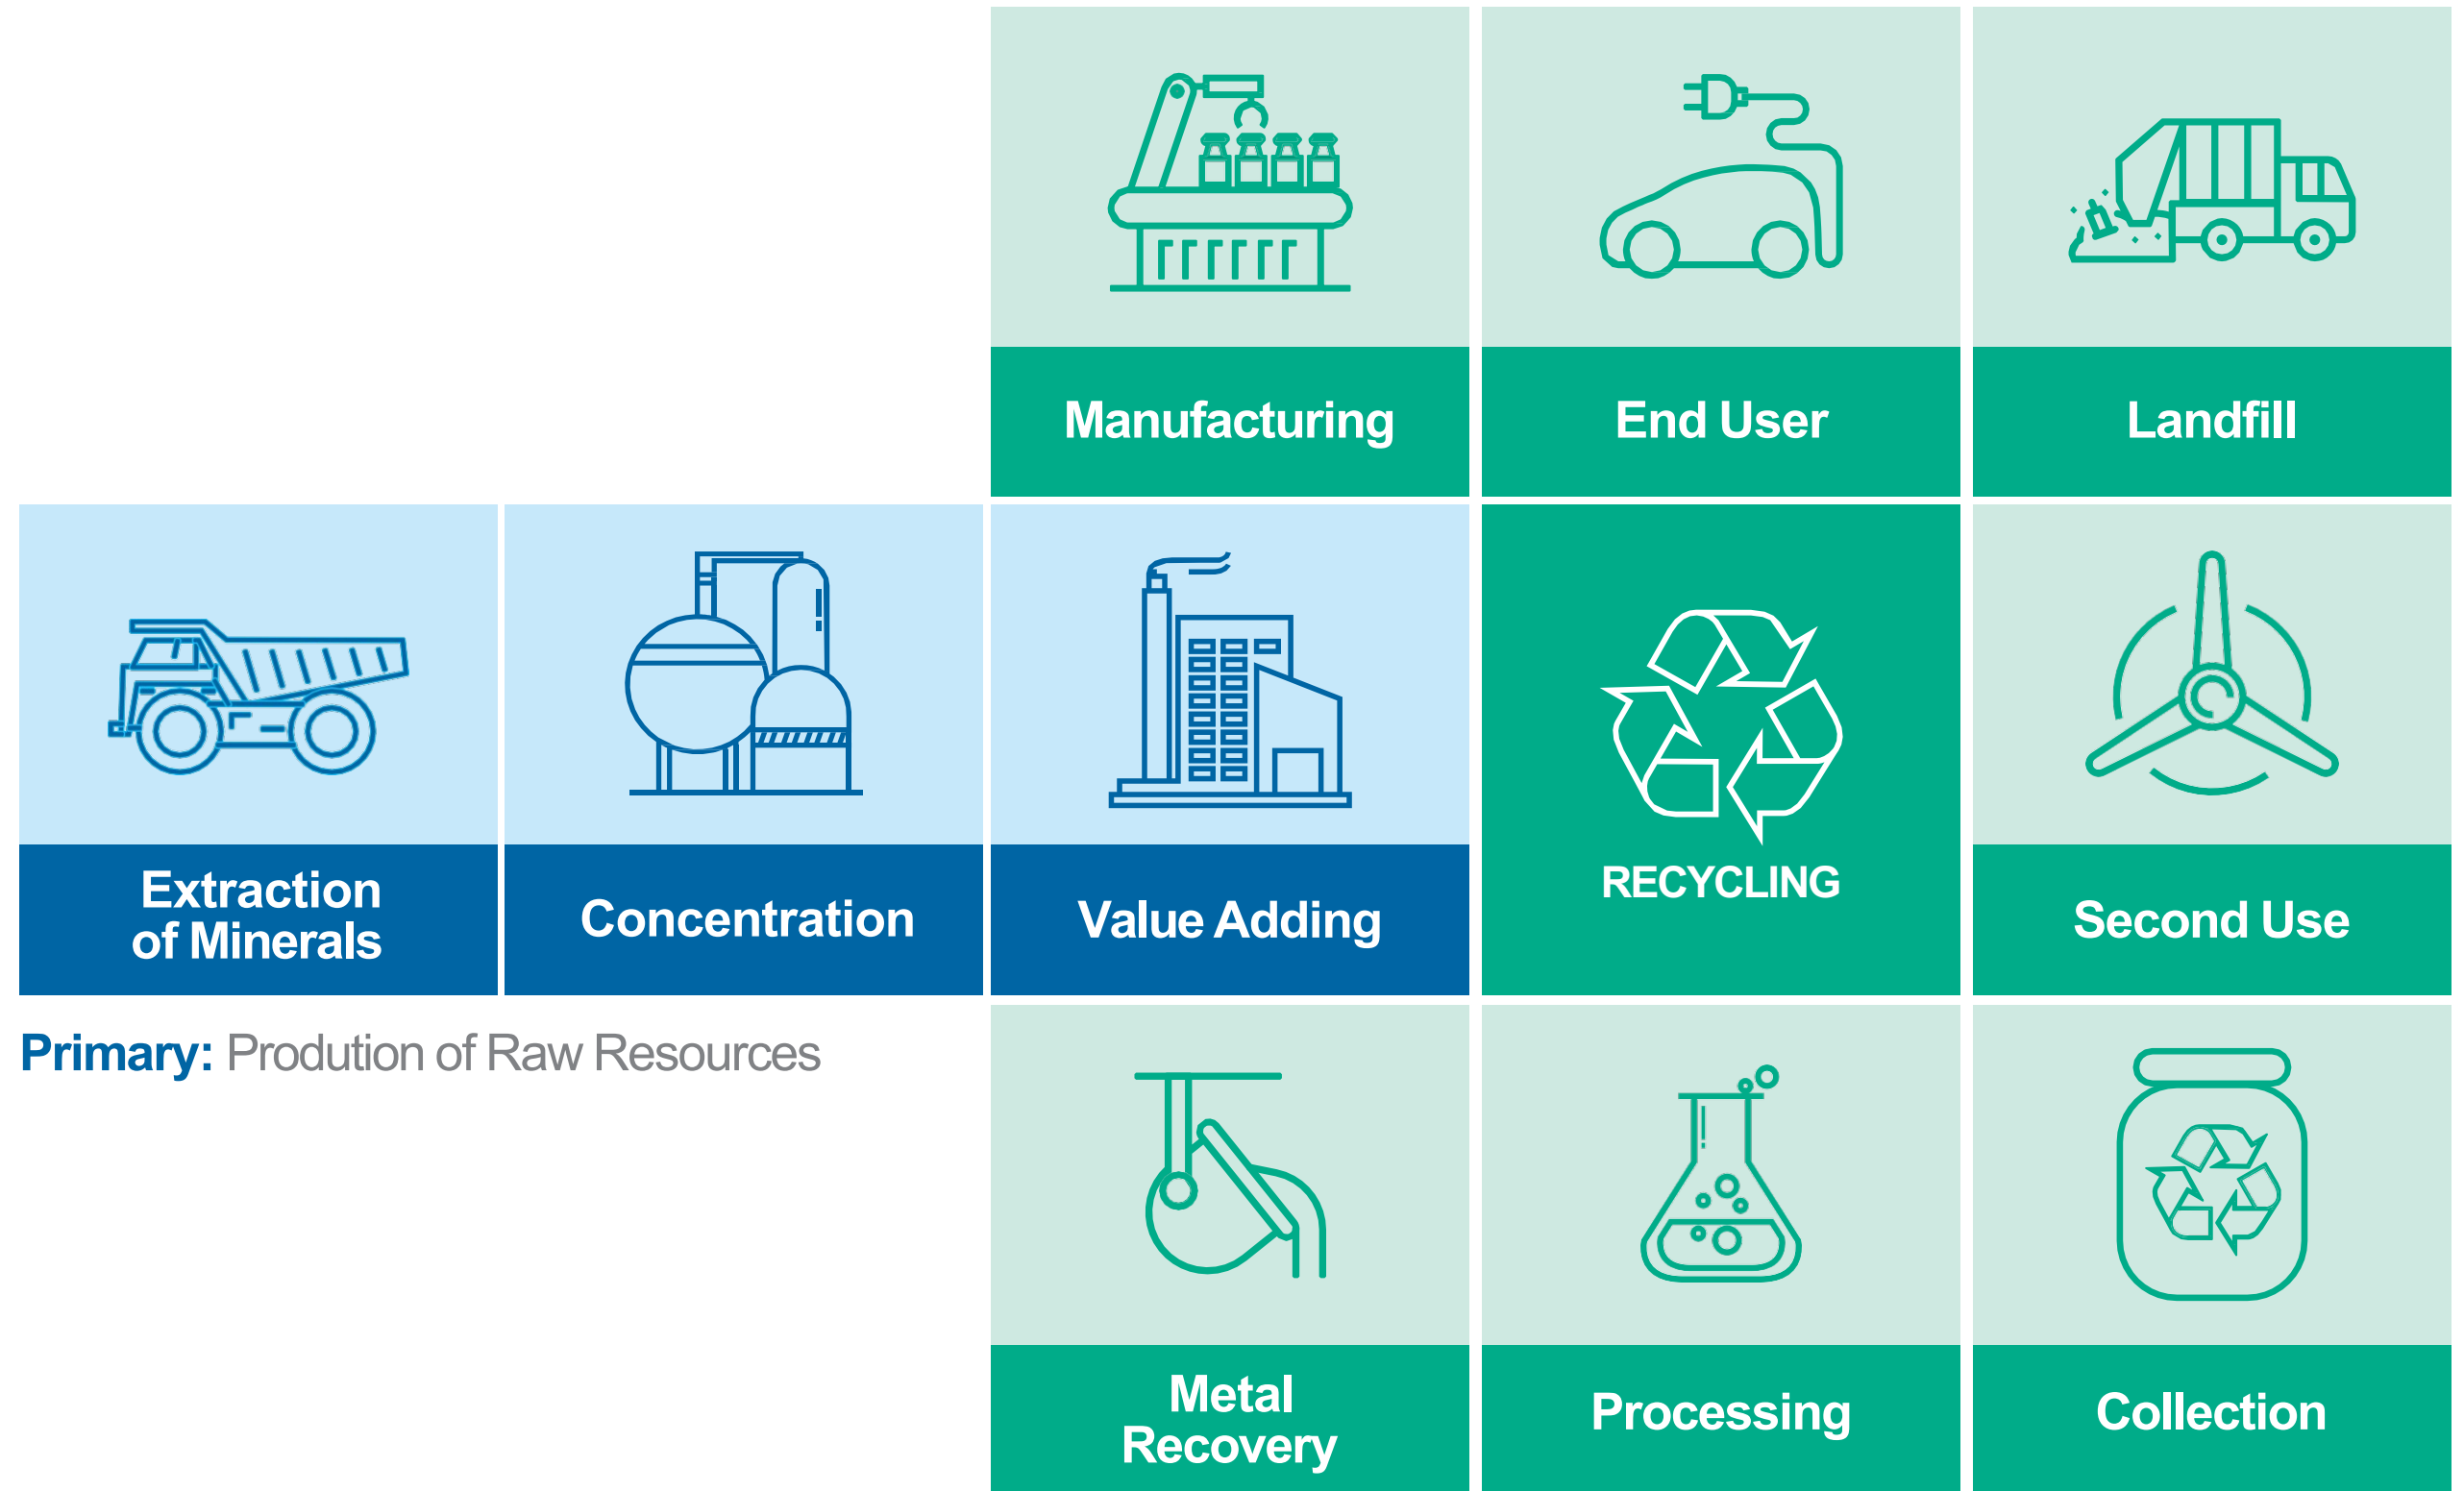 Manufacturing
End User
Landfill
Extraction
of Minerals
Concentration
Value Adding
RECYCLING
Second Use
Primary: Prodution of Raw Resources
Metal
Recovery
Processing
Collection